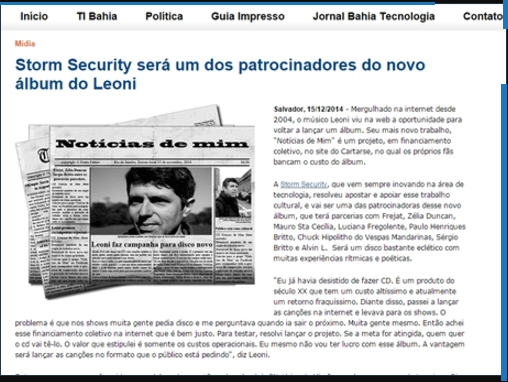 Início TI Bahia Política Guia Impresso Jornal Bahia Tecnologia Contato
Mídia
Storm Security será um dos patrocinadores do novo
álbum do Leoni
Notícias de mim
Leoni faz campanha para disco novo
Salvador, 15/12/2014 - Mergulhado na internet desde
2004, o músico Leoni viu na web a oportunidade para
voltar a lançar um álbum. Seu mais novo trabalho,
"Notícias de Mim" é um projeto, em financiamento
coletivo, no site do Cartarse, no qual os próprios fãs
bancam o custo do álbum.
A Storm Security, que vem sempre inovando na área de
tecnologia, resolveu apostar e apoiar esse trabalho
cultural, e vai ser uma das patrocinadoras desse novo
álbum, que terá parcerias com Frejat, Zélia Duncan,
Mauro Sta Cecília, Luciana Fregolente, Paulo Henriques
Britto, Chuck Hipolitho do Vespas Mandarinas, Sérgio
Britto e Alvin L. Será um disco bastante eclético com
muitas experiências rítmicas e poéticas.
"Eu já havia desistido de fazer CD. É um produto do
século XX que tem um custo altíssimo e atualmente
um retorno fraquíssimo. Diante disso, passei a lançar
as canções na internet e levava para os shows. O
problema é que nos shows muita gente pedia disco e me perguntava quando ia sair o próximo. Muita gente mesmo. Então achei
esse financiamento coletivo na internet que é bem justo. Para testar, resolvi lançar o projeto. Se a meta for atingida, quem quer
o cd vai tê-lo. O valor que estipulei é somente os custos operacionais. Eu mesmo não vou ter lucro com esse álbum. A vantagem
será lançar as canções no formato que o público está pedindo", diz Leoni.